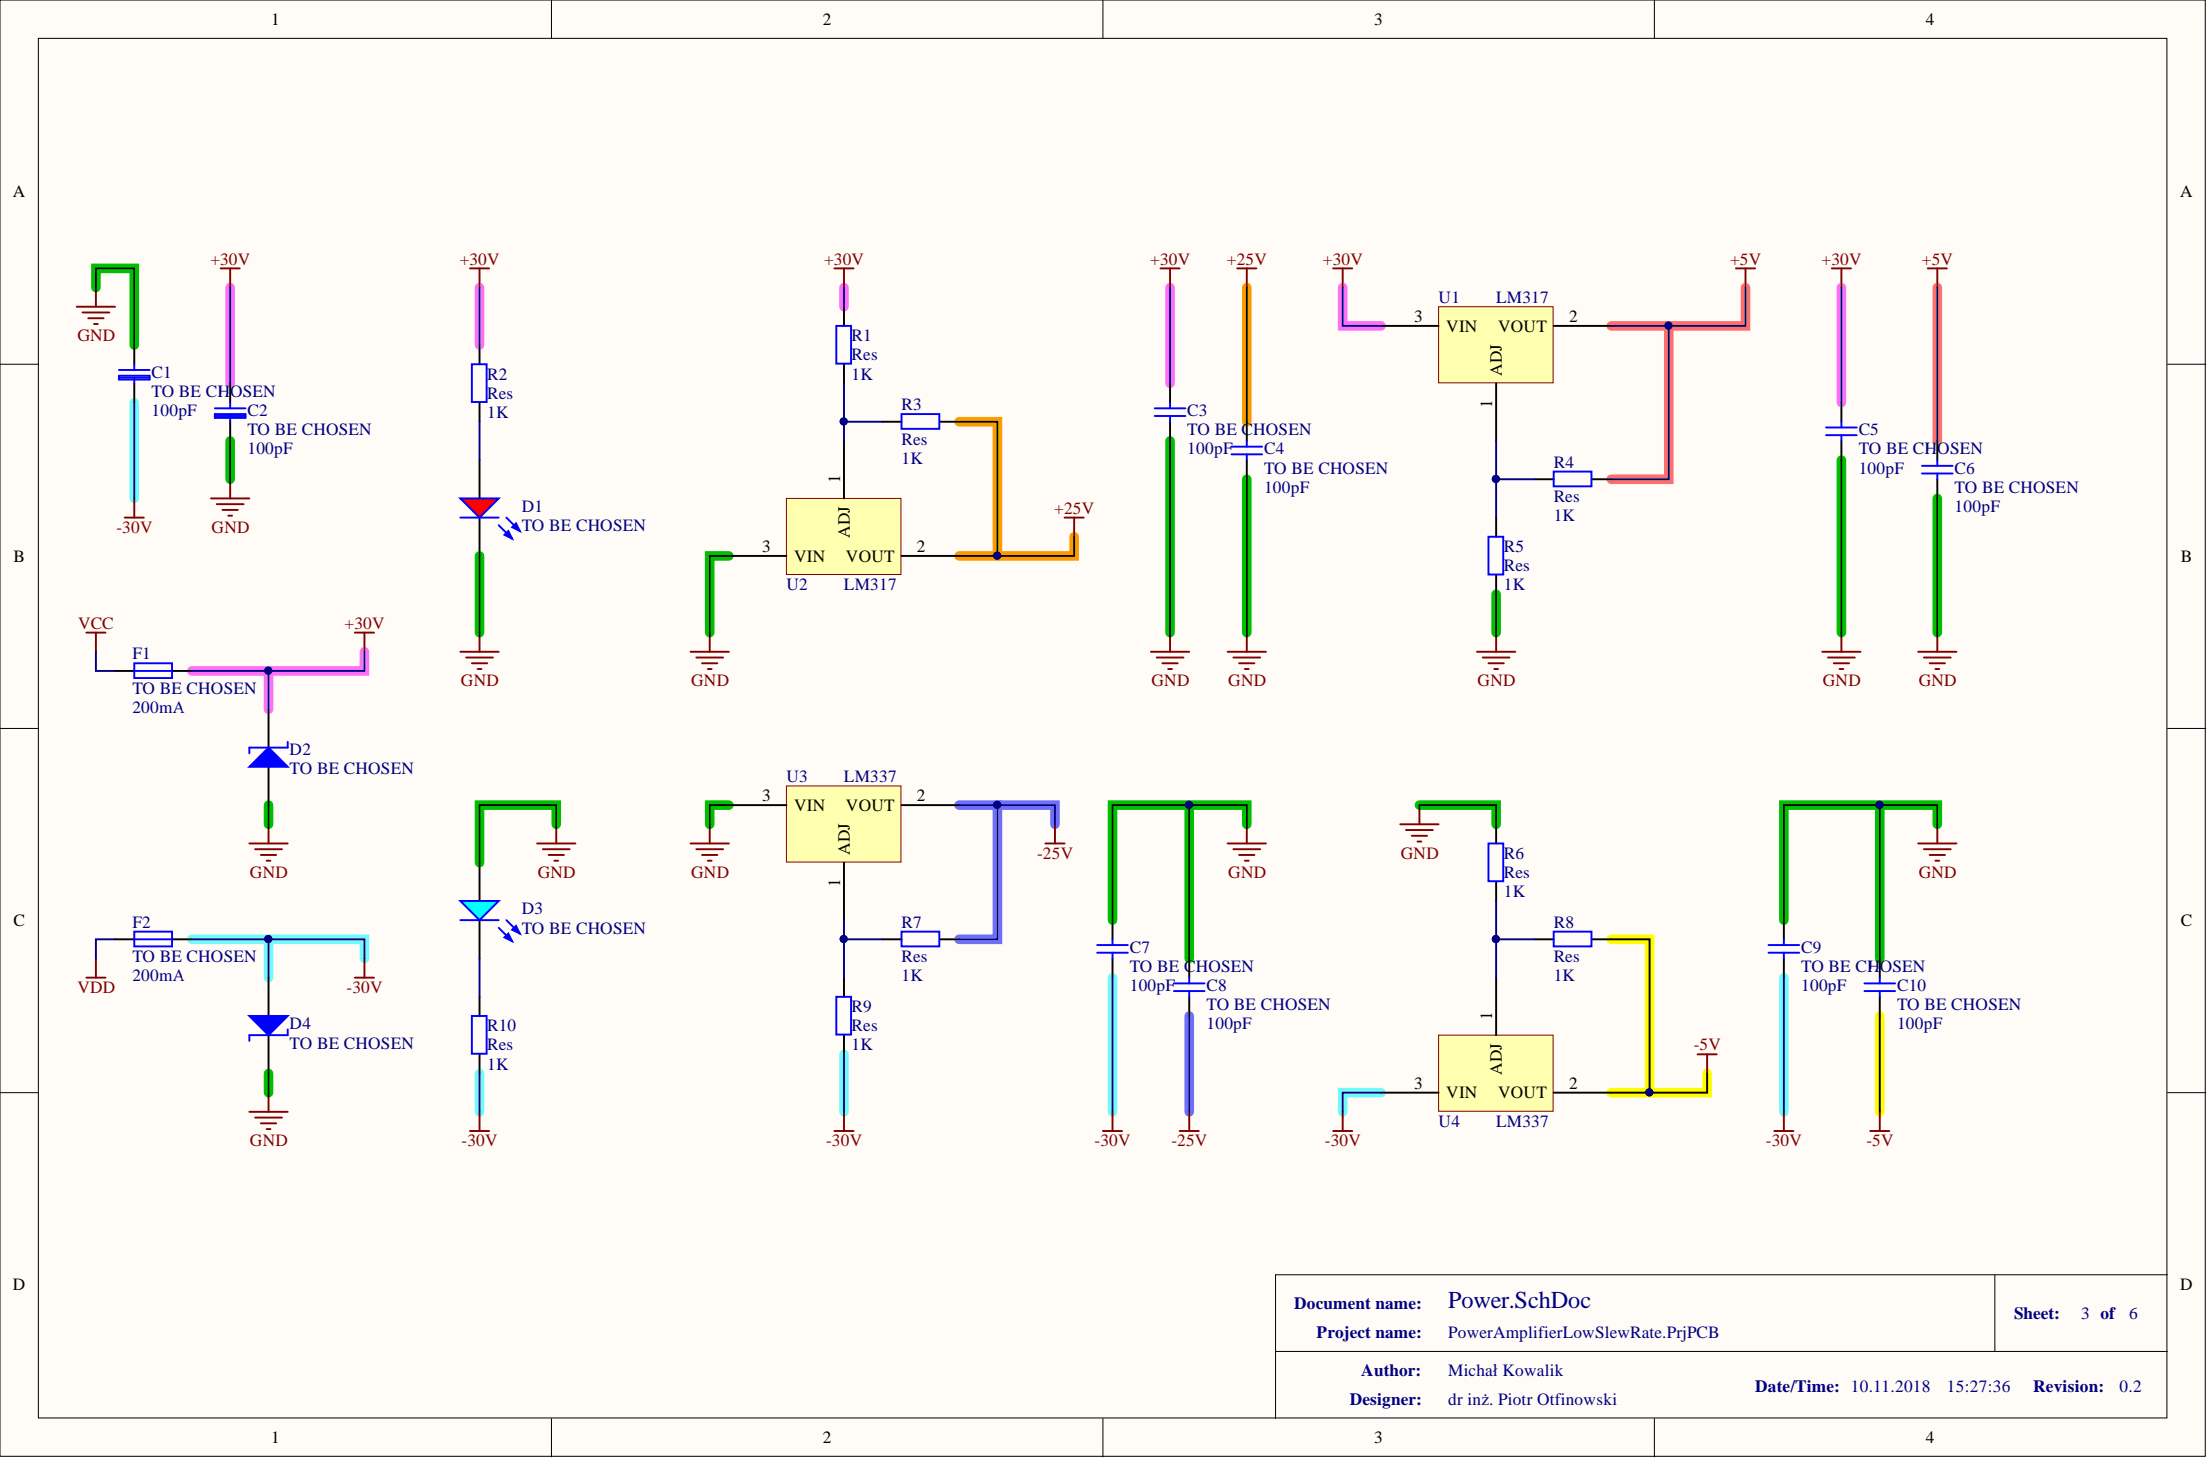 1 2 3 4
A A
B B
C C
D D
GND
C1
TO BE CHOSEN
100pF
-30V
+30V
C2
TO BE CHOSEN
100pF
GND
+30V
R2
Res
1K
D1
TO BE CHOSEN
GND
+30V
R1
Res
1K
R3
Res
1K
1
ADJ
3 VIN VOUT 2
U2 LM317
GND
+25V
+30V
C3
TO BE CHOSEN
100pF
GND
+25V
C4
TO BE CHOSEN
100pF
GND
+30V
U1 LM317
3 VIN VOUT 2
ADJ
1
+5V
R4
Res
1K
R5
Res
1K
GND
+30V
C5
TO BE CHOSEN
100pF
GND
+5V
C6
TO BE CHOSEN
100pF
GND
VCC
F1
TO BE CHOSEN
200mA
+30V
D2
TO BE CHOSEN
GND
F2
TO BE CHOSEN
200mA
VDD
-30V
D4
TO BE CHOSEN
GND
GND
D3
TO BE CHOSEN
R10
Res
1K
-30V
U3 LM337
3 VIN VOUT 2
ADJ
1
GND
-25V
R7
Res
1K
R9
Res
1K
-30V
GND
C7
TO BE CHOSEN
100pF
-30V
C8
TO BE CHOSEN
100pF
-25V
GND
R6
Res
1K
R8
Res
1K
1
ADJ
3 VIN VOUT 2
U4 LM337
-30V
-5V
GND
C9
TO BE CHOSEN
100pF
-30V
C10
TO BE CHOSEN
100pF
-5V
Document name: Power.SchDoc
Project name: PowerAmplifierLowSlewRate.PrjPCB
Sheet: 3 of 6
Author: Michał Kowalik
Designer: dr inż. Piotr Otfinowski
Date/Time: 10.11.2018 15:27:36 Revision: 0.2
1 2 3 4